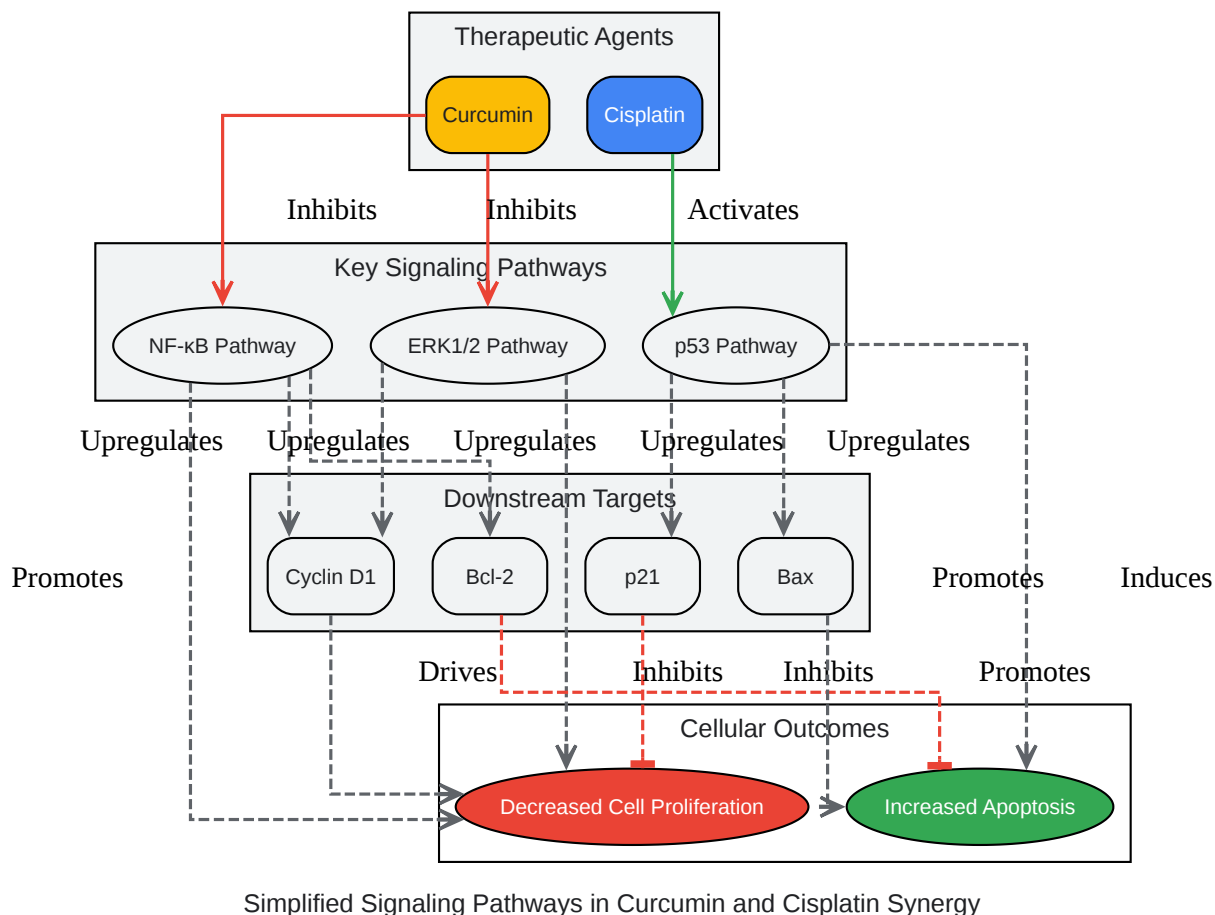 Therapeutic Agents
Curcumin
Cisplatin
Inhibits
Inhibits
Activates
Key Signaling Pathways
NF-κB Pathway
ERK1/2 Pathway
p53 Pathway
Upregulates
Upregulates
Upregulates
Upregulates
Upregulates
Downstream Targets
Cyclin D1
Bcl-2
p21
Bax
Promotes
Promotes
Induces
Drives
Inhibits
Inhibits
Promotes
Cellular Outcomes
Decreased Cell Proliferation
Increased Apoptosis
Simplified Signaling Pathways in Curcumin and Cisplatin Synergy